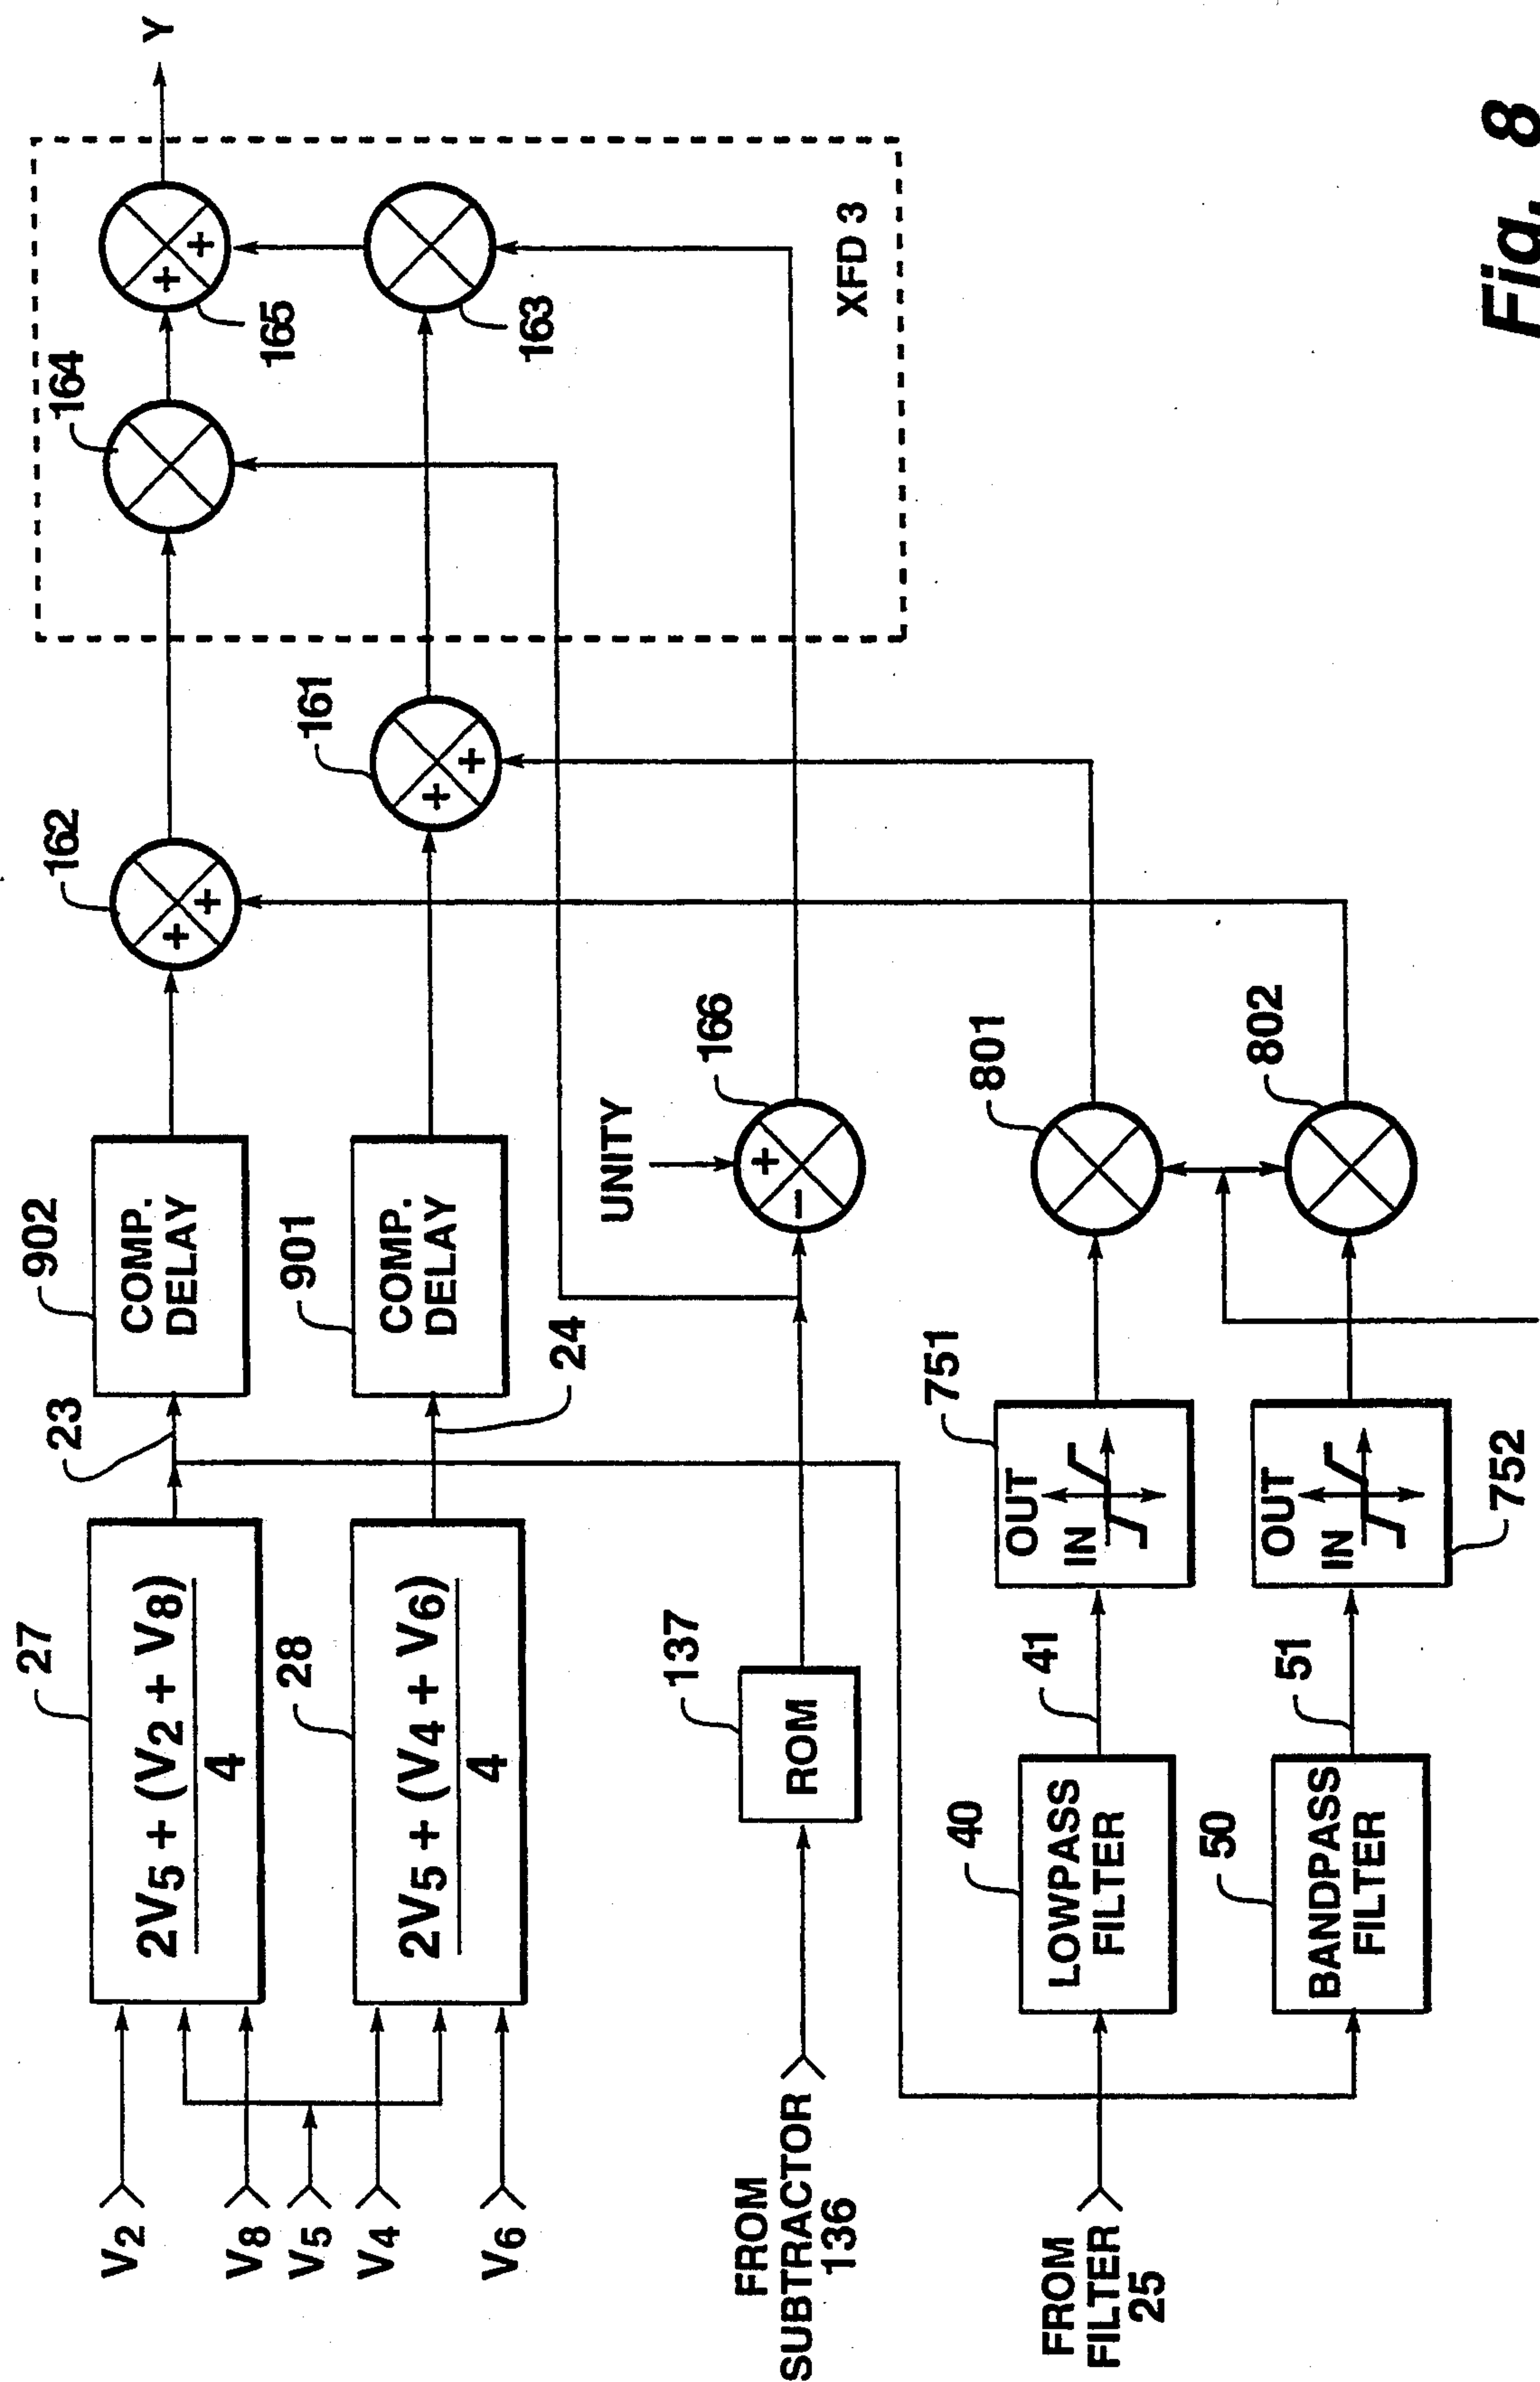 V2
V8
V5
V4
V6
27
2V5 + (V2 + V8)
4
28
2V5 + (V4 + V6)
4
23
24
902
COMP.
DELAY
901
COMP.
DELAY
162
+
+
161
+
+
164
165
+
+
163
XFD 3
Y
FROM
SUBTRACTOR
136
137
ROM
UNITY
166
+
−
FROM
FILTER
25
40
LOWPASS
FILTER
41
50
BANDPASS
FILTER
51
751
OUT
IN
752
OUT
IN
801
802
Fig. 8